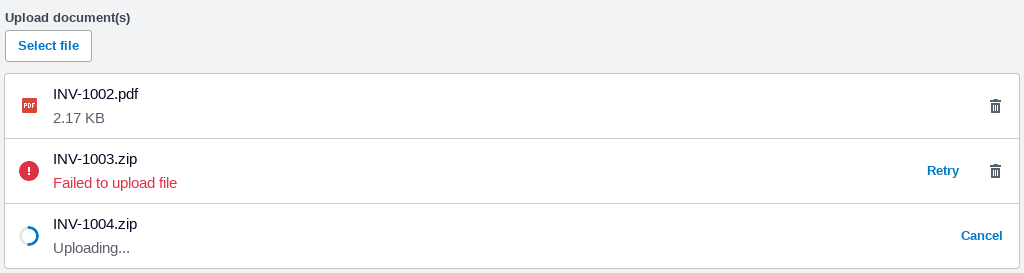 Upload document(s)
Select file
PDF
INV-1002.pdf
2.17 KB
INV-1003.zip
Failed to upload file
Retry
INV-1004.zip
Uploading...
Cancel